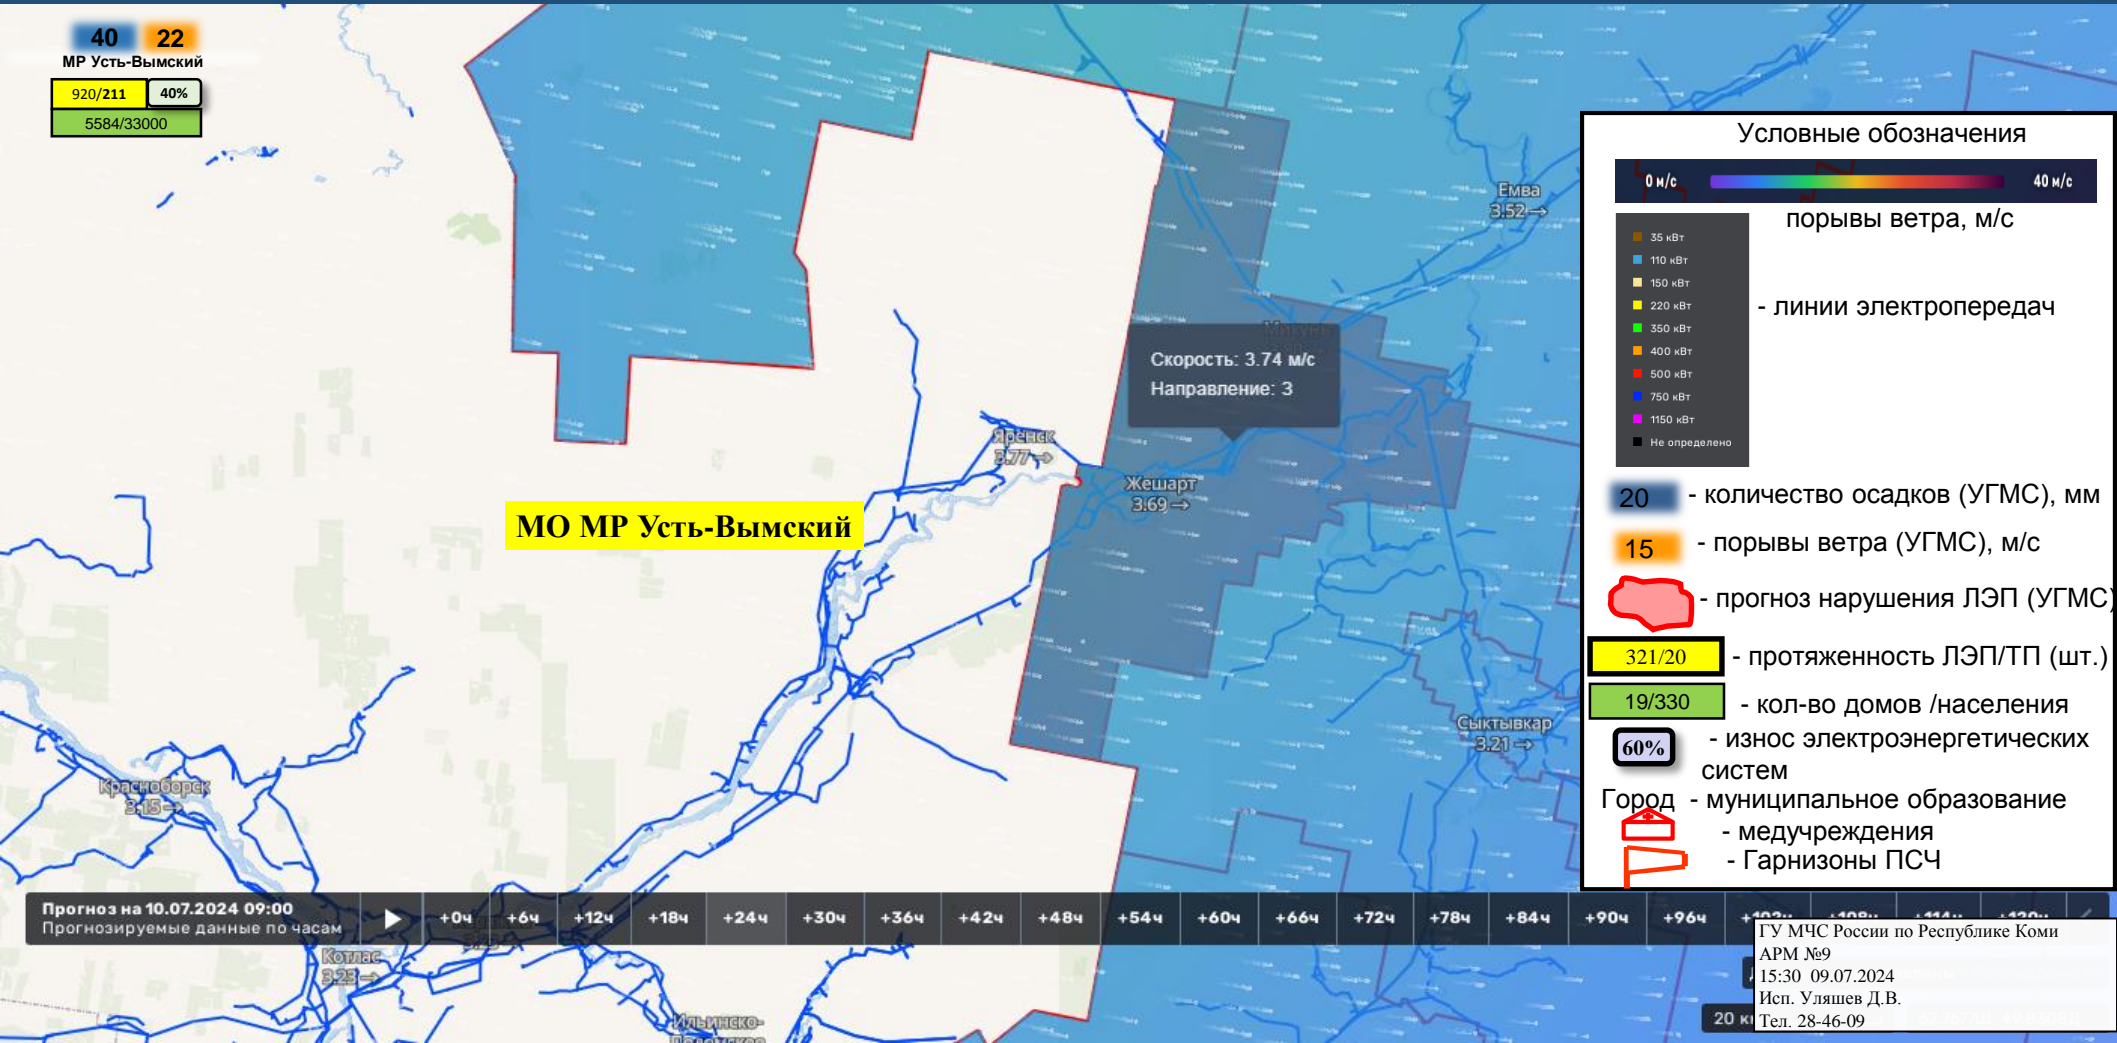 40 22
МР Усть-Вымский
920/211 40%
5584/33000
Емва
3.52 →
Микунь
Скорость: 3.74 м/с
Направление: 3
Яренск
3.77 →
Жешарт
3.69 →
МО МР Усть-Вымский
Сыктывкар
3.21 →
Красноборск
3.15 →
Котлас
3.23 →
Ильинско-
Условные обозначения
0 м/с 40 м/с
порывы ветра, м/с
35 кВт
110 кВт
150 кВт
220 кВт
350 кВт
400 кВт
500 кВт
750 кВт
1150 кВт
Не определено
- линии электропередач
20 - количество осадков (УГМС), мм
15 - порывы ветра (УГМС), м/с
- прогноз нарушения ЛЭП (УГМС)
321/20 - протяженность ЛЭП/ТП (шт.)
19/330 - кол-во домов /населения
60% - износ электроэнергетических
систем
Город - муниципальное образование
- медучреждения
- Гарнизоны ПСЧ
Прогноз на 10.07.2024 09:00
Прогнозируемые данные по часам
+0ч +6ч +12ч +18ч +24ч +30ч +36ч +42ч +48ч +54ч +60ч +66ч +72ч +78ч +84ч +90ч +96ч +102ч +108ч +114ч +120ч
ГУ МЧС России по Республике Коми
АРМ №9
15:30 09.07.2024
Исп. Уляшев Д.В.
Тел. 28-46-09
20 к